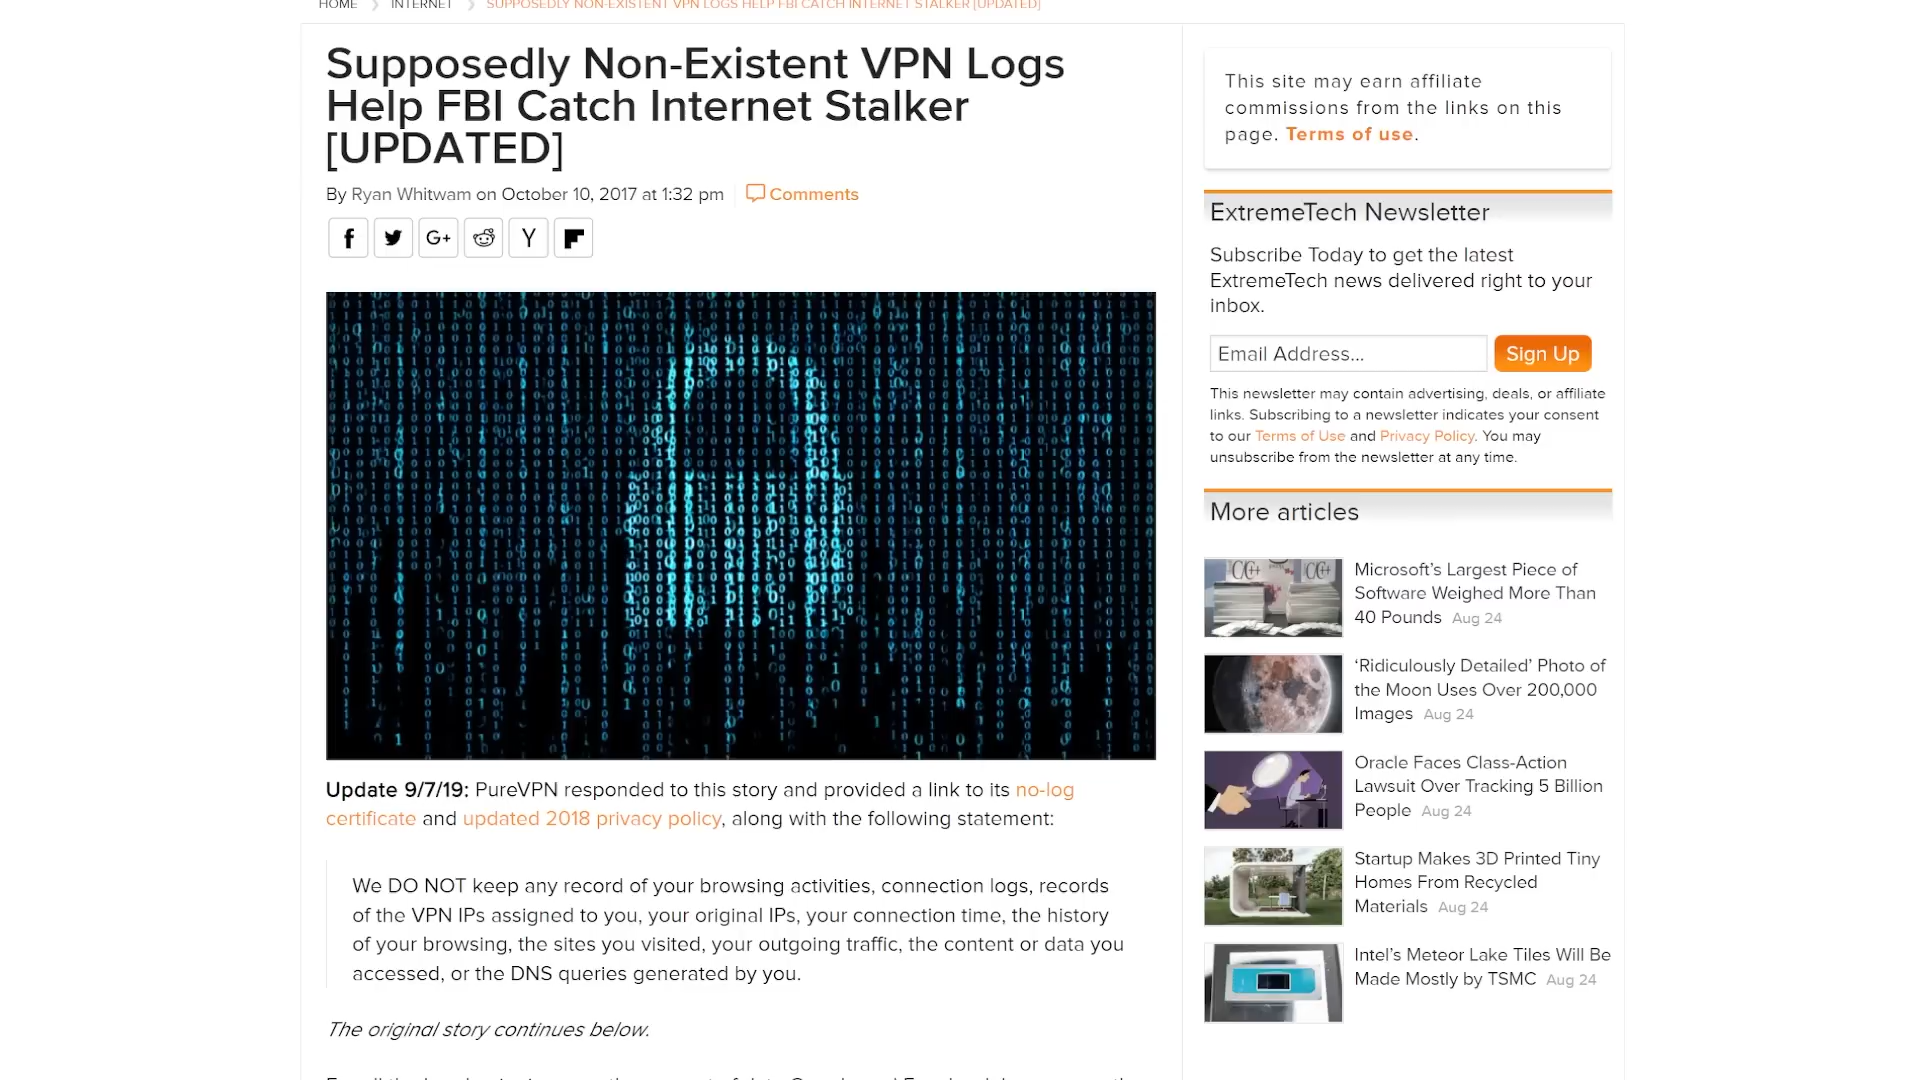 HOME
INTERNET
SUPPOSEDLY NON-EXISTENT VPN LOGS HELP FBI CATCH INTERNET STALKER [UPDATED]
Supposedly Non-Existent VPN Logs
Help FBI Catch Internet Stalker
[UPDATED]
By Ryan Whitwam on October 10, 2017 at 1:32 pm
Comments
f
G+
Y
Update 9/7/19: PureVPN responded to this story and provided a link to its no-log
certificate and updated 2018 privacy policy, along with the following statement:
We DO NOT keep any record of your browsing activities, connection logs, records
of the VPN IPs assigned to you, your original IPs, your connection time, the history
of your browsing, the sites you visited, your outgoing traffic, the content or data you
accessed, or the DNS queries generated by you.
The original story continues below.
This site may earn affiliate
commissions from the links on this
page. Terms of use.
ExtremeTech Newsletter
Subscribe Today to get the latest
ExtremeTech news delivered right to your
inbox.
Email Address...
Sign Up
This newsletter may contain advertising, deals, or affiliate
links. Subscribing to a newsletter indicates your consent
to our Terms of Use and Privacy Policy. You may
unsubscribe from the newsletter at any time.
More articles
Microsoft’s Largest Piece of
Software Weighed More Than
40 Pounds Aug 24
‘Ridiculously Detailed’ Photo of
the Moon Uses Over 200,000
Images Aug 24
Oracle Faces Class-Action
Lawsuit Over Tracking 5 Billion
People Aug 24
Startup Makes 3D Printed Tiny
Homes From Recycled
Materials Aug 24
Intel’s Meteor Lake Tiles Will Be
Made Mostly by TSMC Aug 24